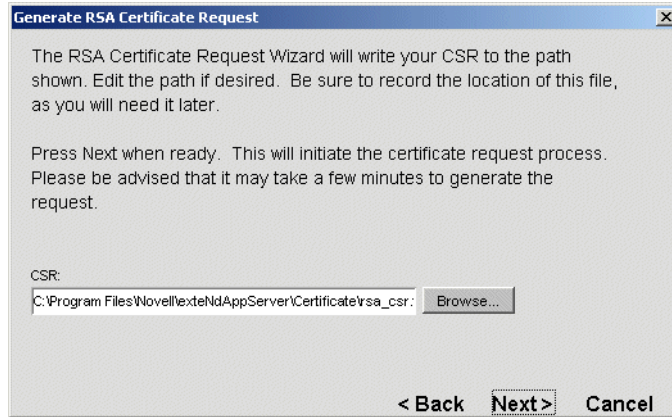 Generate RSA Certificate Request
The RSA Certificate Request Wizard will write your CSR to the path
shown. Edit the path if desired. Be sure to record the location of this file,
as you will need it later.
Press Next when ready. This will initiate the certificate request process.
Please be advised that it may take a few minutes to generate the
request.
CSR:
C:\Program Files\Novell\exteNdAppServer\Certificate\rsa_csr.
Browse...
< Back Next > Cancel